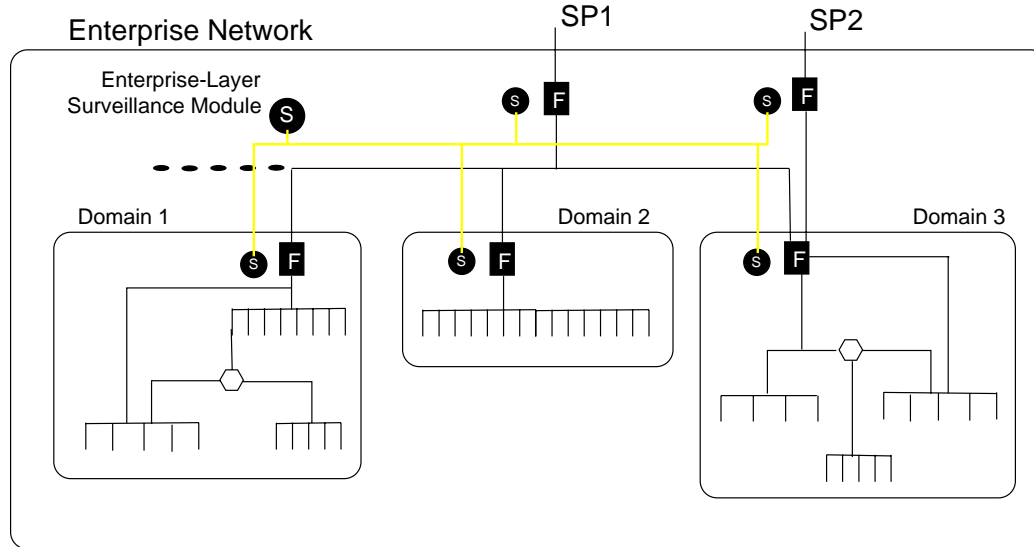 SP1
SP2
Enterprise Network
Enterprise-Layer
Surveillance Module
S
S
F
S
F
Domain 1
Domain 2
Domain 3
S
F
S
F
S
F